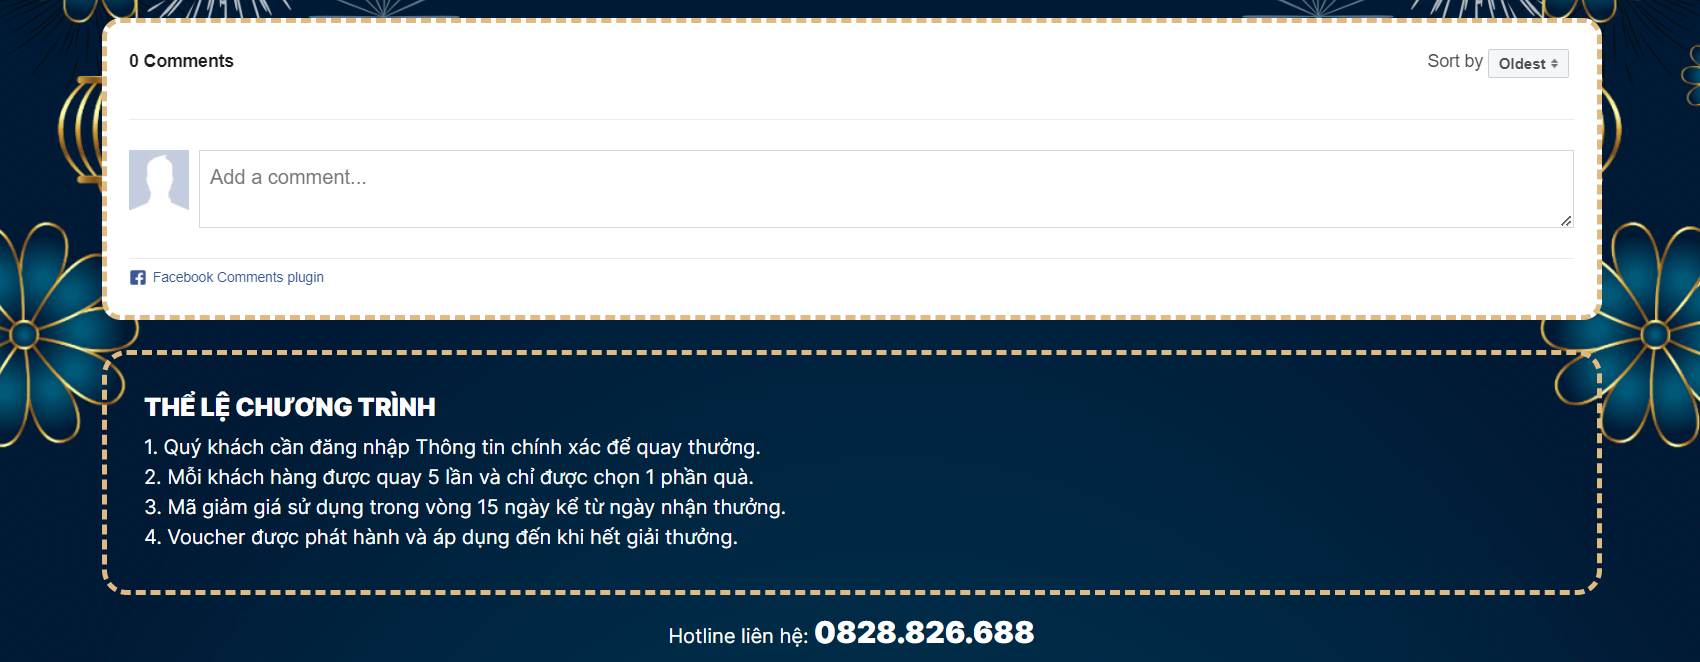 0 Comments
Sort by Oldest
Add a comment...
Facebook Comments plugin
THỂ LỆ CHƯƠNG TRÌNH
1. Quý khách cần đăng nhập Thông tin chính xác để quay thưởng.
2. Mỗi khách hàng được quay 5 lần và chỉ được chọn 1 phần quà.
3. Mã giảm giá sử dụng trong vòng 15 ngày kể từ ngày nhận thưởng.
4. Voucher được phát hành và áp dụng đến khi hết giải thưởng.
Hotline liên hệ: 0828.826.688